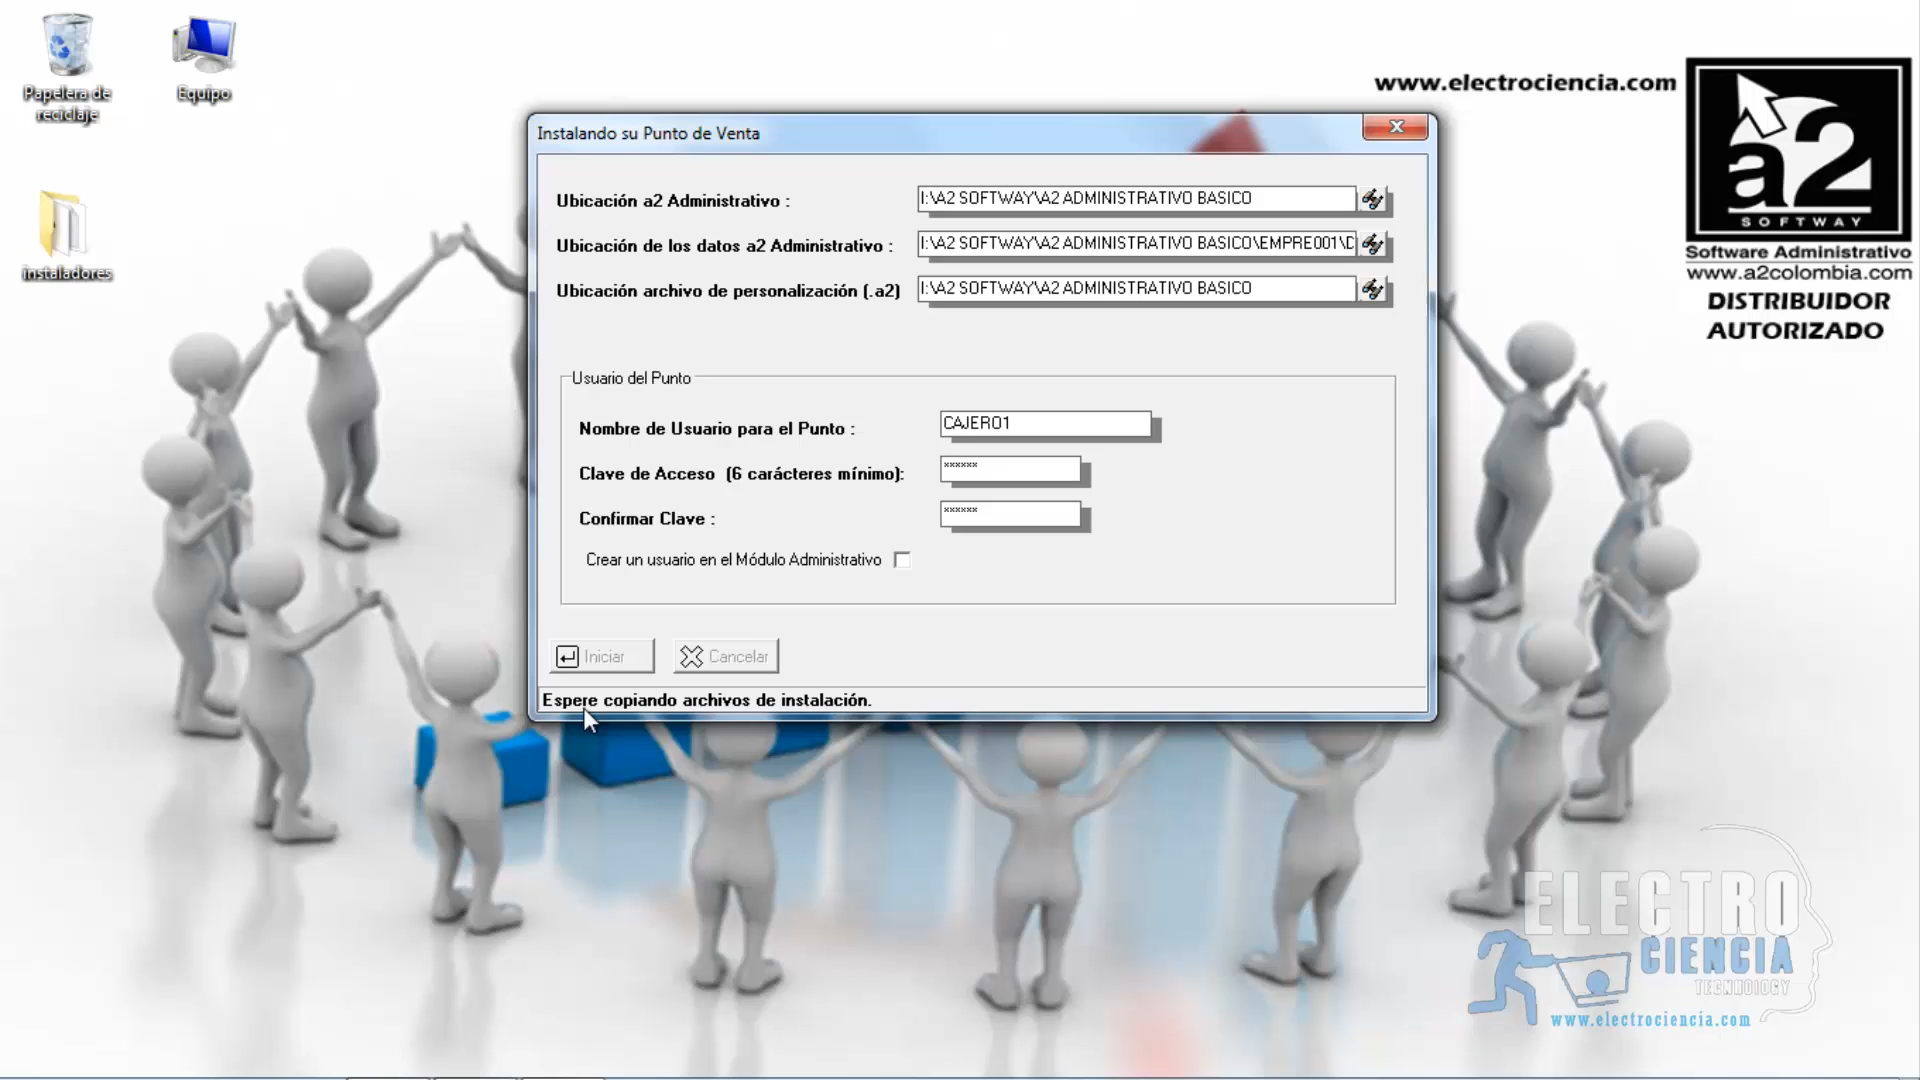 Papelera de
reciclaje
Equipo
instaladores
www.electrociencia.com
a2
SOFTWAY
Software Administrativo
www.a2colombia.com
DISTRIBUIDOR
AUTORIZADO
Instalando su Punto de Venta
Ubicación a2 Administrativo :
I:\A2 SOFTWAY\A2 ADMINISTRATIVO BASICO
Ubicación de los datos a2 Administrativo :
I:\A2 SOFTWAY\A2 ADMINISTRATIVO BASICO\EMPRE001\D
Ubicación archivo de personalización (.a2)
I:\A2 SOFTWAY\A2 ADMINISTRATIVO BASICO
Usuario del Punto
Nombre de Usuario para el Punto :
CAJERO1
Clave de Acceso (6 carácteres mínimo):
******
Confirmar Clave :
******
Crear un usuario en el Módulo Administrativo
Iniciar
Cancelar
Espere copiando archivos de instalación.
ELECTRO
CIENCIA
TECHNOLOGY
www.electrociencia.com